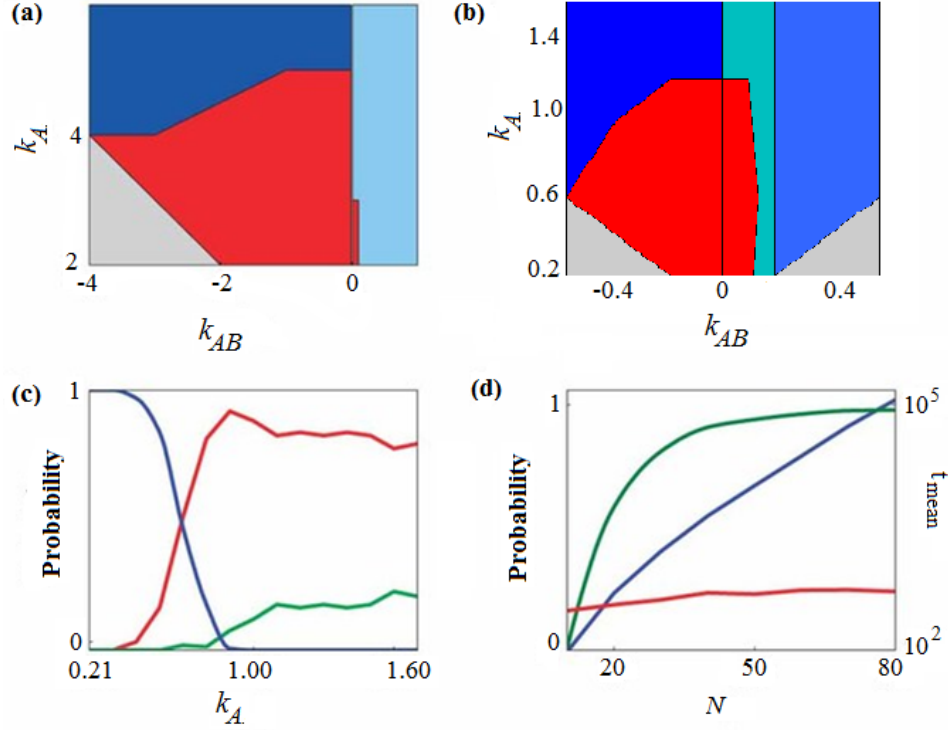 (a)
k_A
4
2
-4
-2
0
k_AB
(b)
k_A
1.4
1.0
0.6
0.2
-0.4
0
0.4
k_AB
(c)
Probability
1
0
0.21
1.00
1.60
k_A.
(d)
Probability
1
0
10^5
10^2
t_mean
20
50
80
N